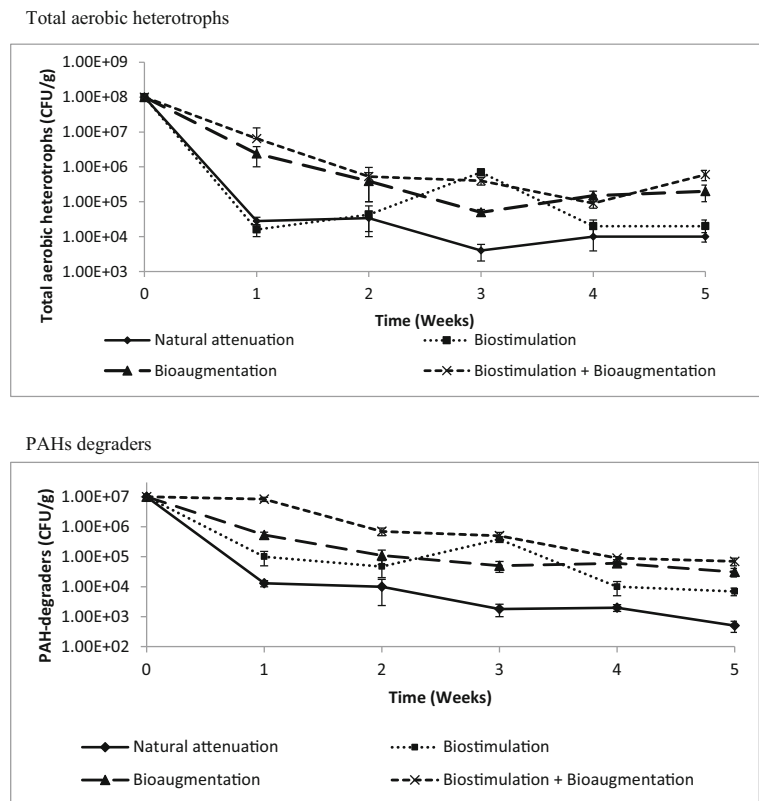 Total aerobic heterotrophs
Total aerobic heterotrophs (CFU/g)
1.00E+09
1.00E+08
1.00E+07
1.00E+06
1.00E+05
1.00E+04
1.00E+03
0 1 2 3 4 5
Time (Weeks)
Natural attenuation
Biostimulation
Bioaugmentation
Biostimulation + Bioaugmentation
PAHs degraders
PAH-degraders (CFU/g)
1.00E+07
1.00E+06
1.00E+05
1.00E+04
1.00E+03
1.00E+02
0 1 2 3 4 5
Time (Weeks)
Natural attenuation
Biostimulation
Bioaugmentation
Biostimulation + Bioaugmentation